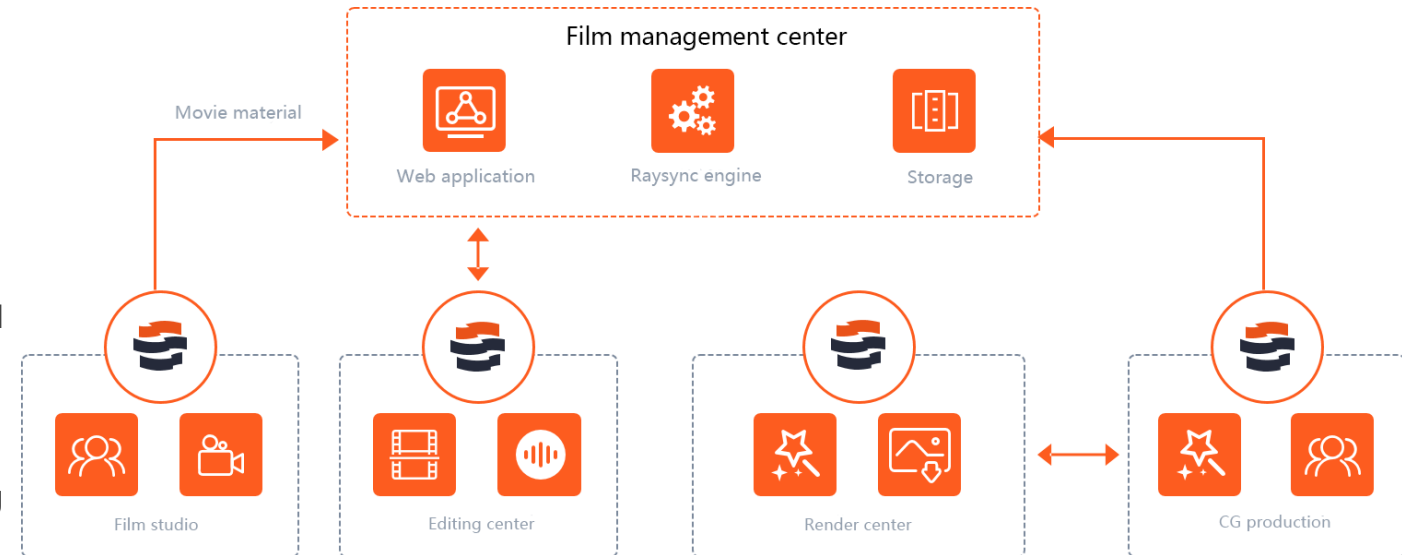 Film management center
Movie material
Web application
Raysync engine
Storage
Film studio
Editing center
Render center
CG production